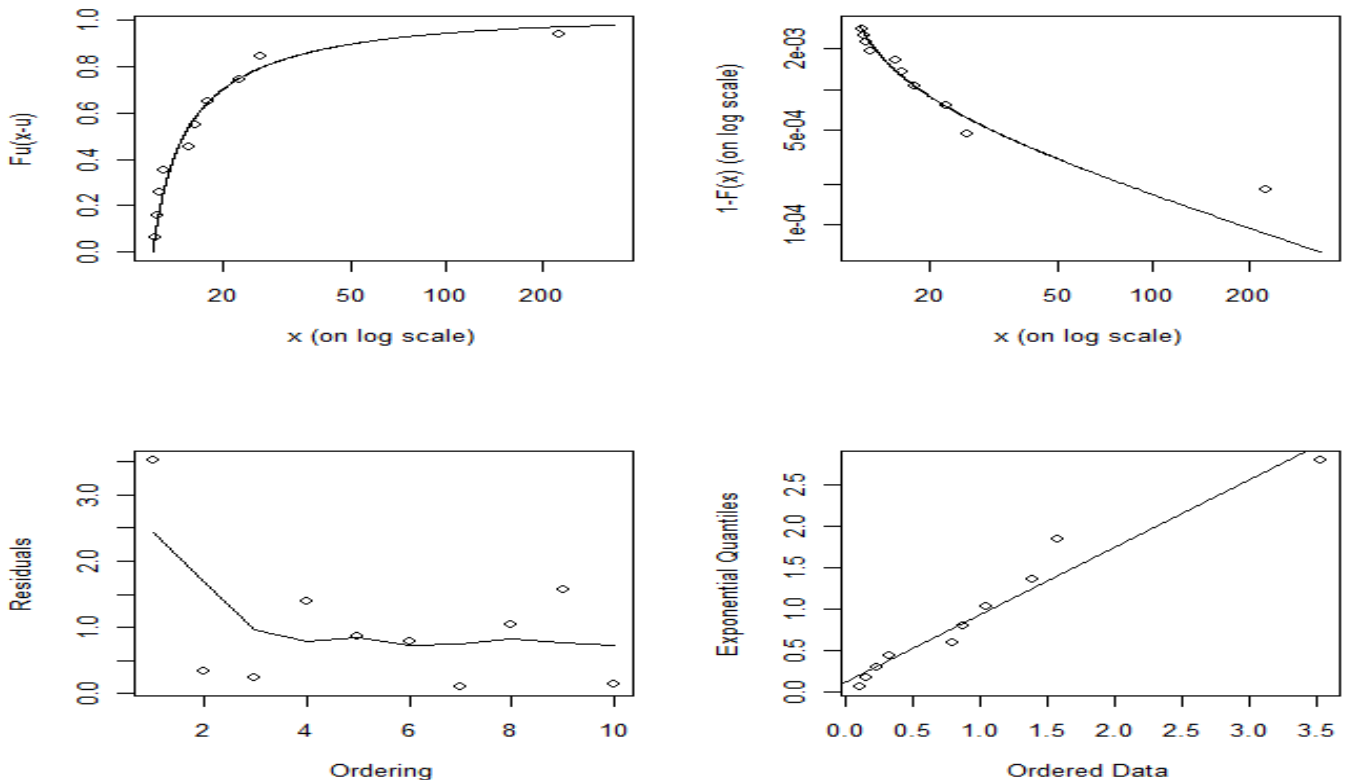 Fu(x-u)
0.0 0.2 0.4 0.6 0.8 1.0
20 50 100 200
x (on log scale)
1-F(x) (on log scale)
1e-04 5e-04 2e-03
20 50 100 200
x (on log scale)
Residuals
0.0 1.0 2.0 3.0
2 4 6 8 10
Ordering
Exponential Quantiles
0.0 0.5 1.0 1.5 2.0 2.5
0.0 0.5 1.0 1.5 2.0 2.5 3.0 3.5
Ordered Data